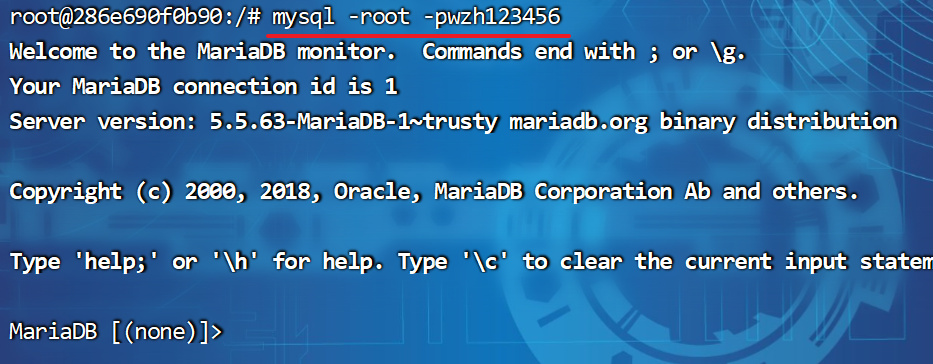 root@286e690f0b90:/# mysql -root -pwzh123456
Welcome to the MariaDB monitor.  Commands end with ; or \g.
Your MariaDB connection id is 1
Server version: 5.5.63-MariaDB-1~trusty mariadb.org binary distribution
Copyright (c) 2000, 2018, Oracle, MariaDB Corporation Ab and others.
Type 'help;' or '\h' for help. Type '\c' to clear the current input statem
MariaDB [(none)]>